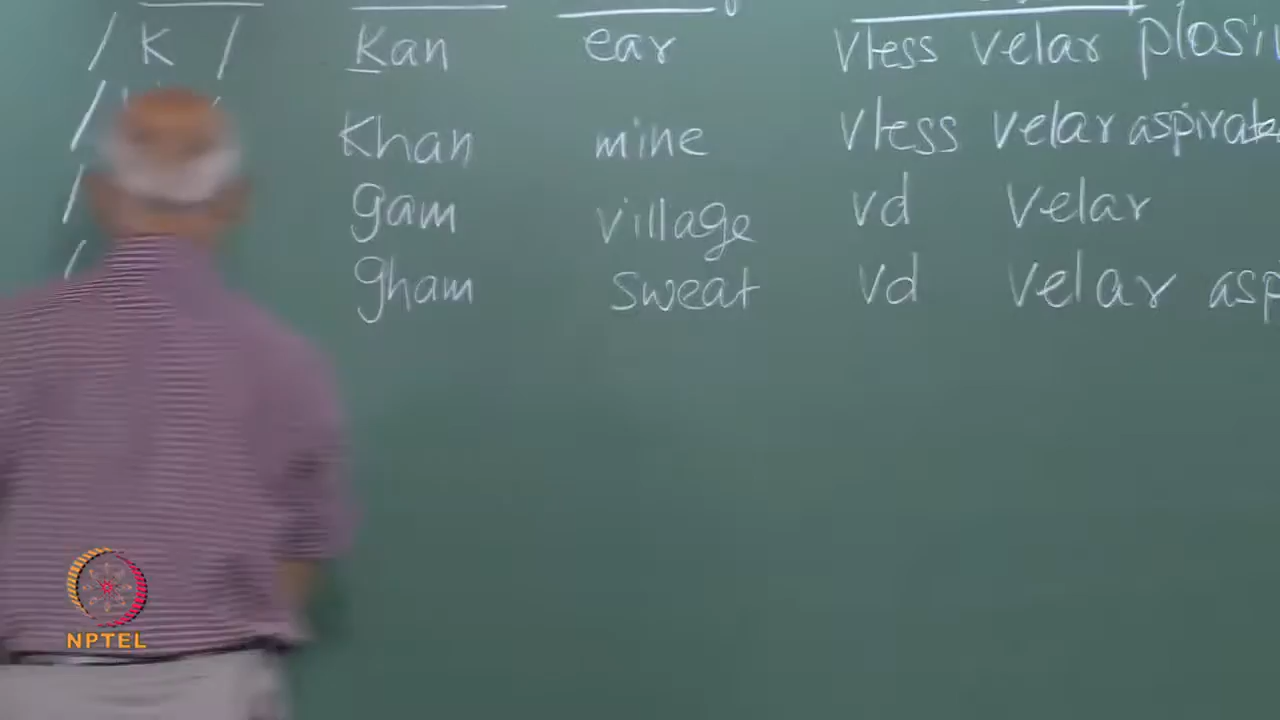 / K / Kan ear Vless velar plosi
/ Khan mine Vless velar aspirate
/ gam village vd velar
/ gham sweat vd velar asp
NPTEL